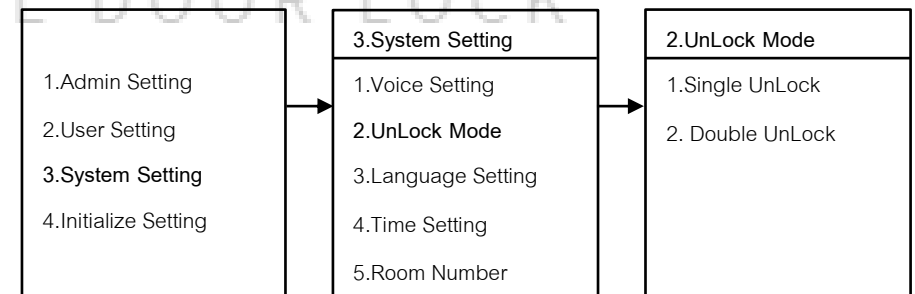 E DOOR LOCK
1.Admin Setting
2.User Setting
3.System Setting
4.Initialize Setting
3.System Setting
1.Voice Setting
2.UnLock Mode
3.Language Setting
4.Time Setting
5.Room Number
2.UnLock Mode
1.Single UnLock
2. Double UnLock